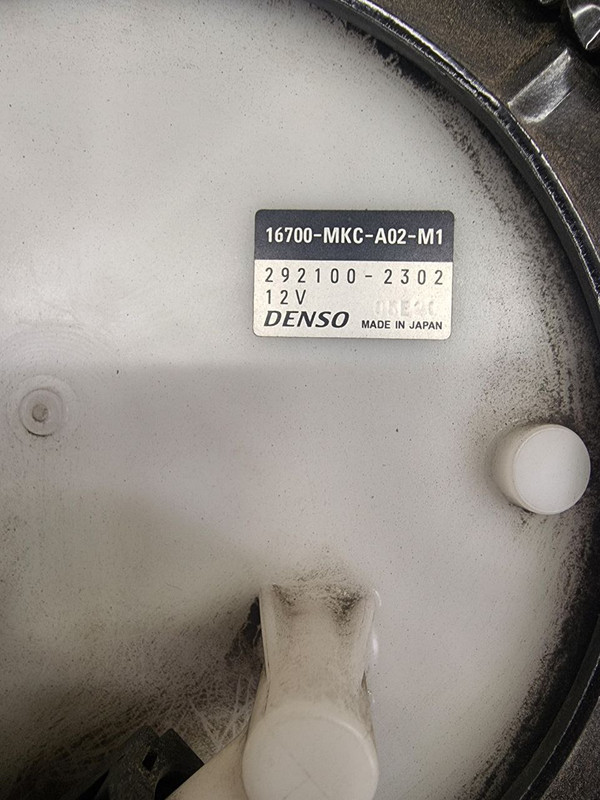 16700-MKC-A02-M1
292100-2302
12V
DENSO MADE IN JAPAN